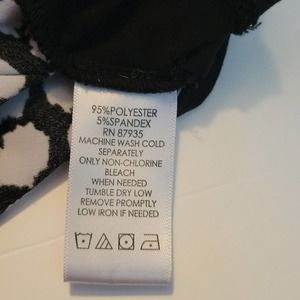 95%POLYESTER
5%SPANDEX
RN 87935
MACHINE WASH COLD
SEPARATELY
ONLY NON-CHLORINE
BLEACH
WHEN NEEDED
TUMBLE DRY LOW
REMOVE PROMPTLY
LOW IRON IF NEEDED